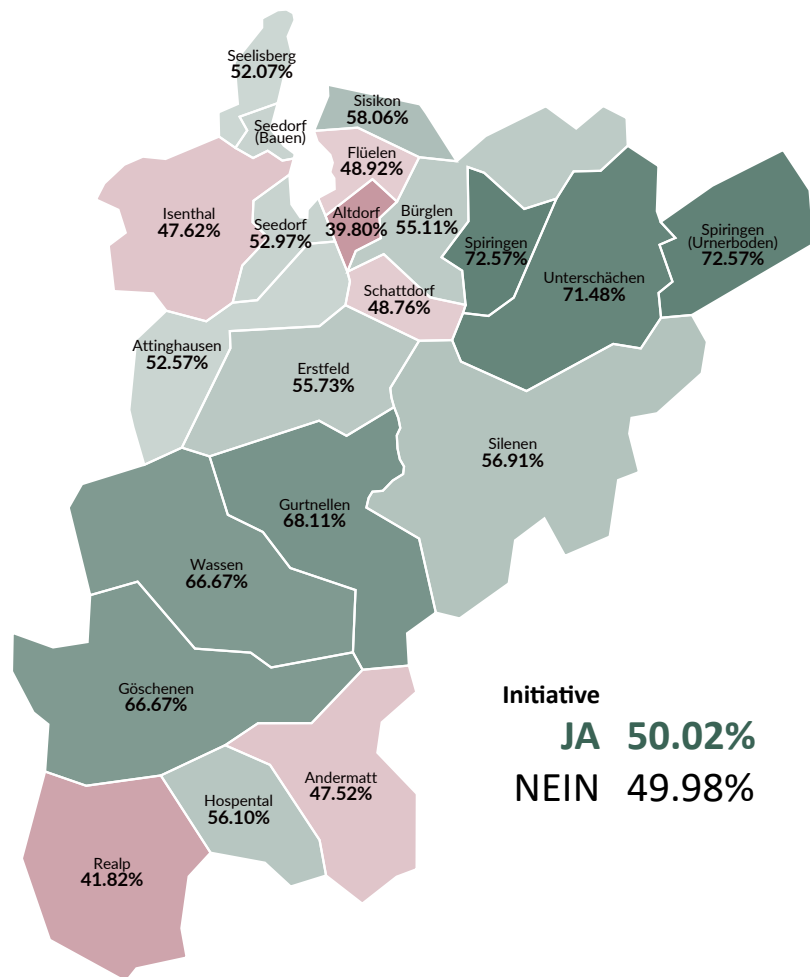 Seelisberg
52.07%
Sisikon
58.06%
Seedorf
(Bauen)
Flüelen
48.92%
Isenthal
47.62%
Seedorf
52.97%
Altdorf
39.80%
Bürglen
55.11%
Spiringen
72.57%
Unterschächen
71.48%
Spiringen
(Urnerboden)
72.57%
Schattdorf
48.76%
Attinghausen
52.57%
Erstfeld
55.73%
Silenen
56.91%
Gurtnellen
68.11%
Wassen
66.67%
Göschenen
66.67%
Andermatt
47.52%
Hospental
56.10%
Realp
41.82%
Initiative
JA 50.02%
NEIN 49.98%